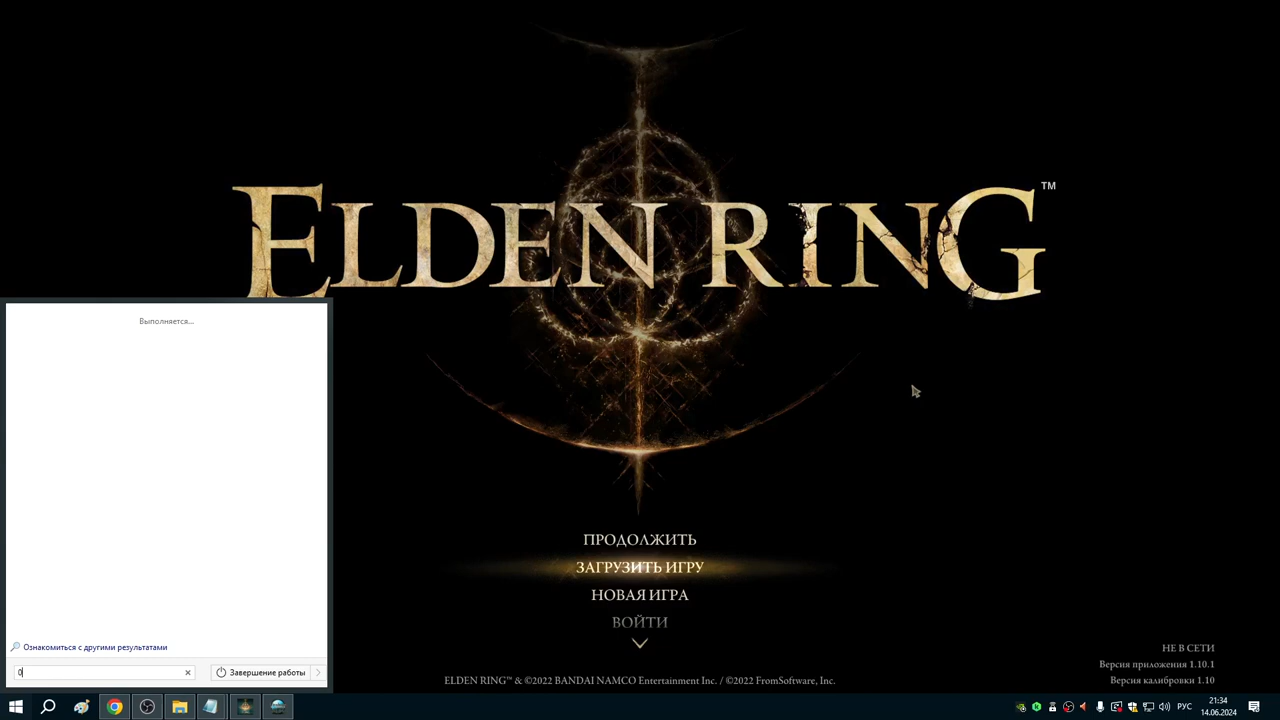 ELDEN RING™
Выполняется...
ПРОДОЛЖИТЬ
ЗАГРУЗИТЬ ИГРУ
НОВАЯ ИГРА
ВОЙТИ
Ознакомиться с другими результатами
0
Завершение работы
НЕ В СЕТИ
Версия приложения 1.10.1
Версия калибровки 1.10
ELDEN RING™ & ©2022 BANDAI NAMCO Entertainment Inc. / ©2022 FromSoftware, Inc.
РУС
21:34
14.06.2024